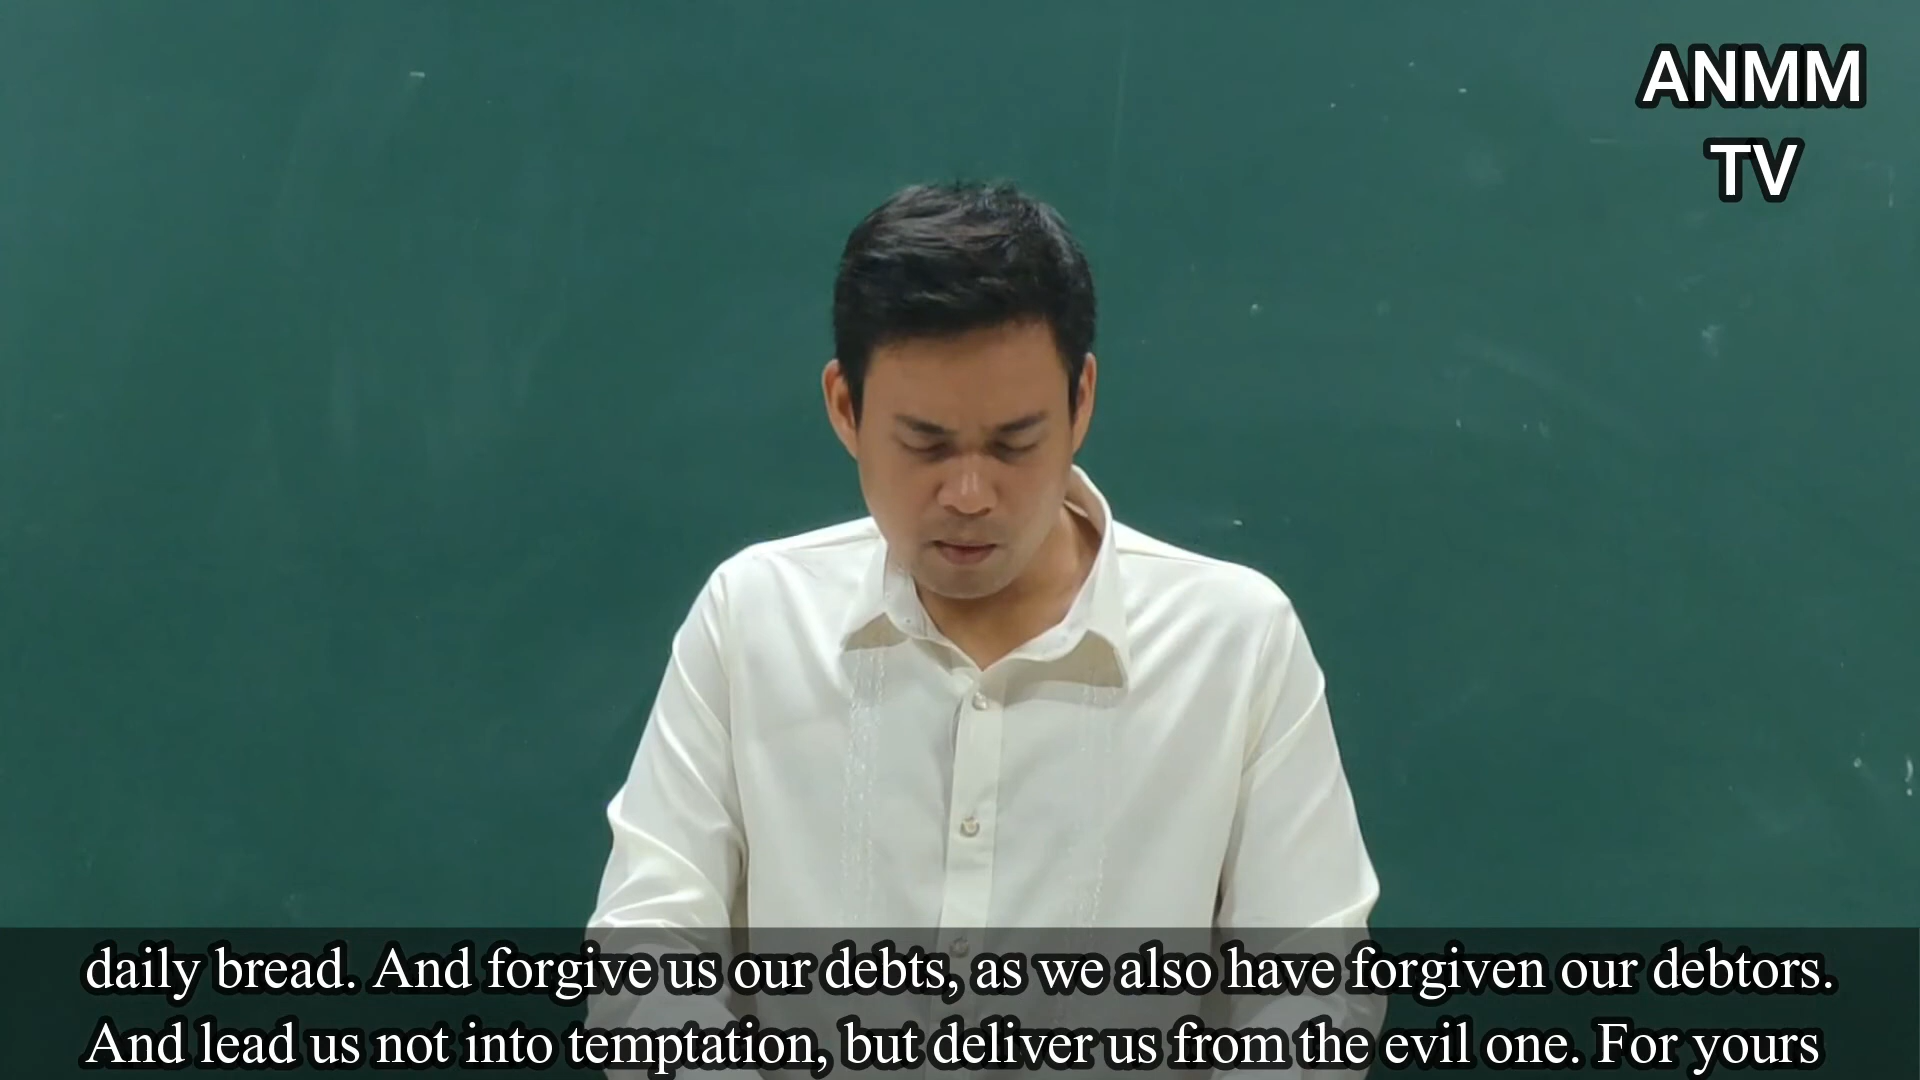 ANMM
TV
daily bread. And forgive us our debts, as we also have forgiven our debtors.
And lead us not into temptation, but deliver us from the evil one. For yours